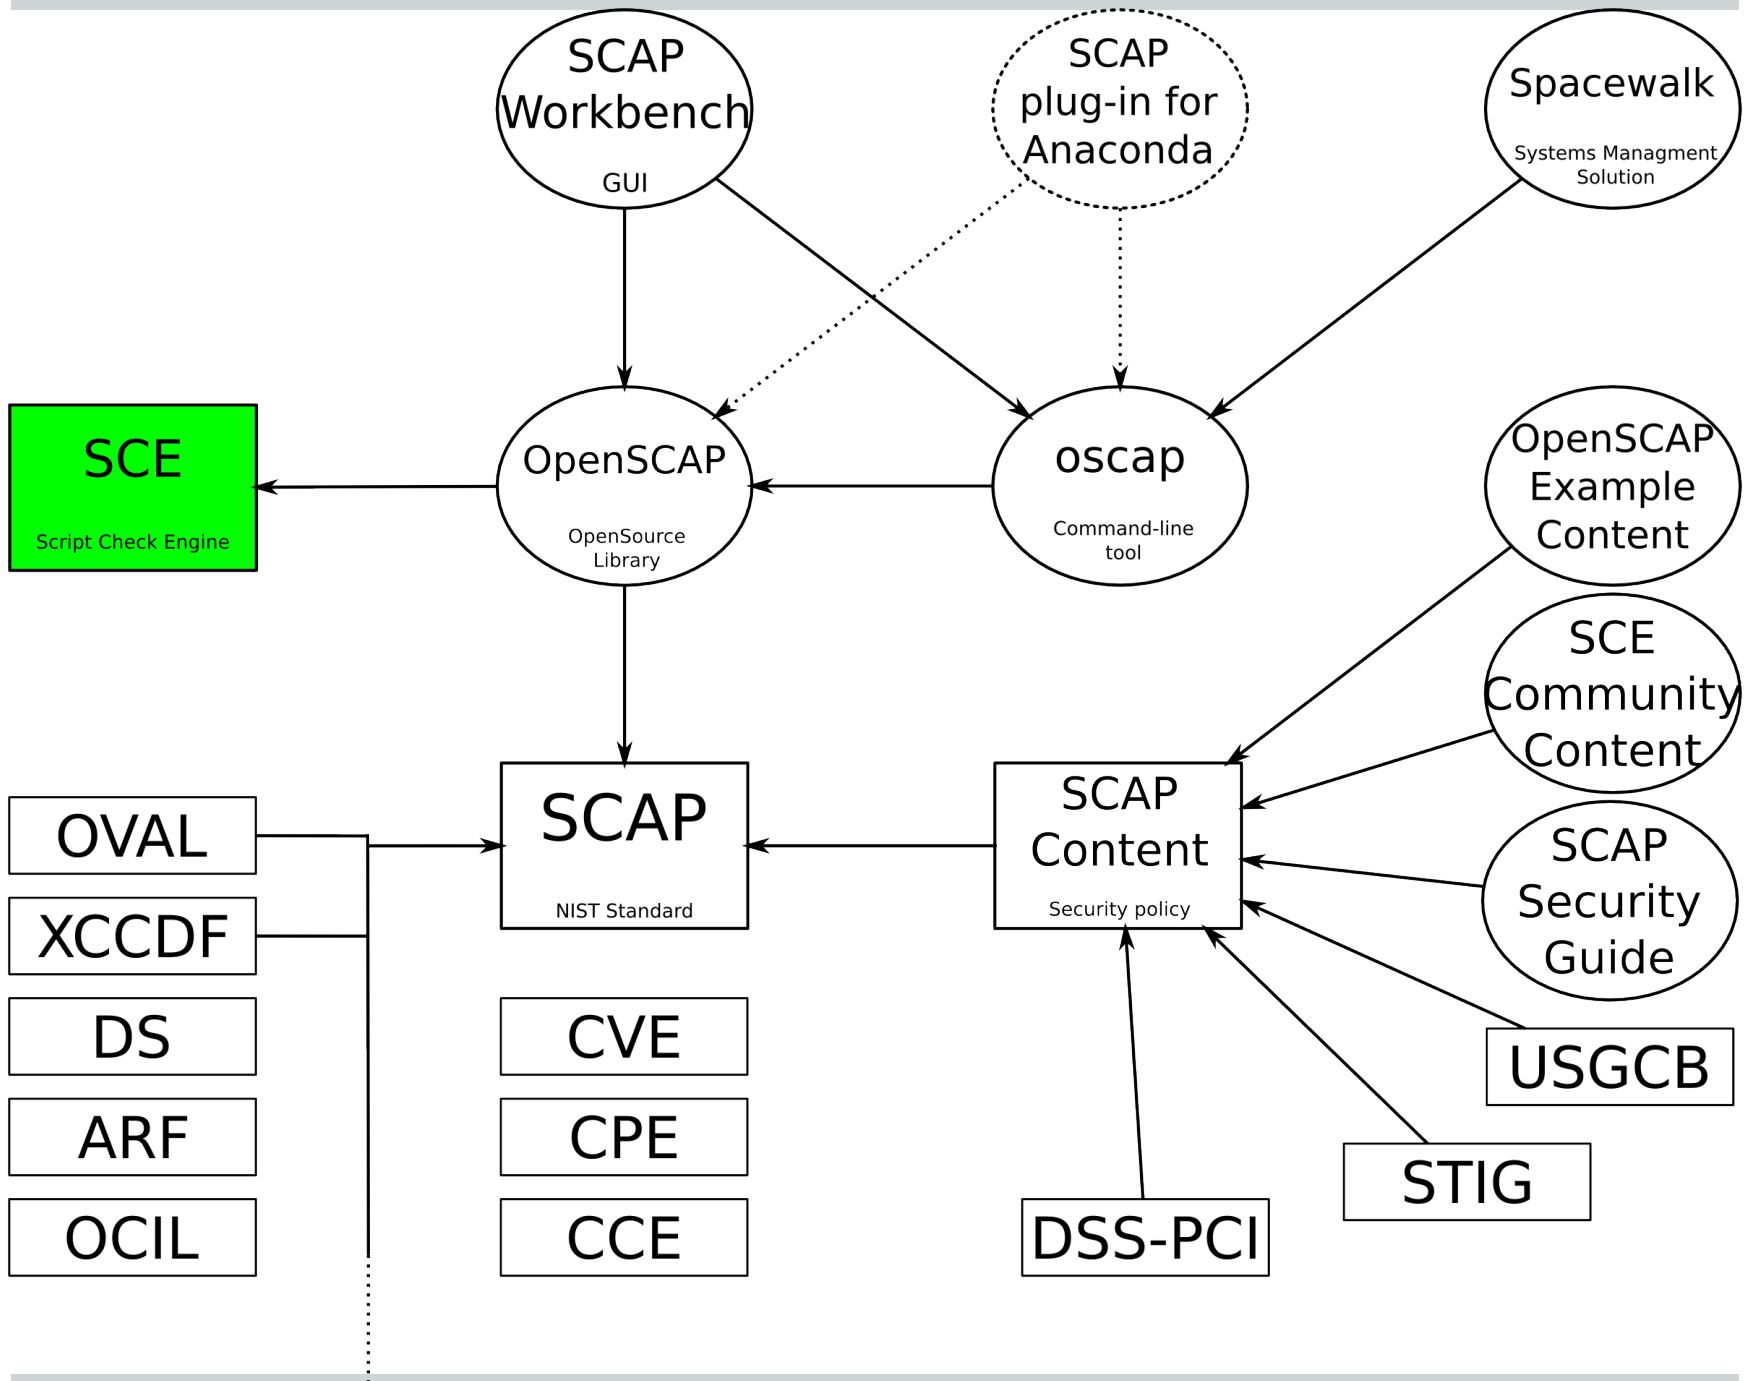 SCAP
Workbench
GUI
SCAP
plug-in for
Anaconda
Spacewalk
Systems Managment
Solution
SCE
Script Check Engine
OpenSCAP
OpenSource
Library
oscap
Command-line
tool
OpenSCAP
Example
Content
SCE
Community
Content
SCAP
Security
Guide
OVAL
XCCDF
DS
ARF
OCIL
SCAP
NIST Standard
CVE
CPE
CCE
SCAP
Content
Security policy
USGCB
STIG
DSS-PCI